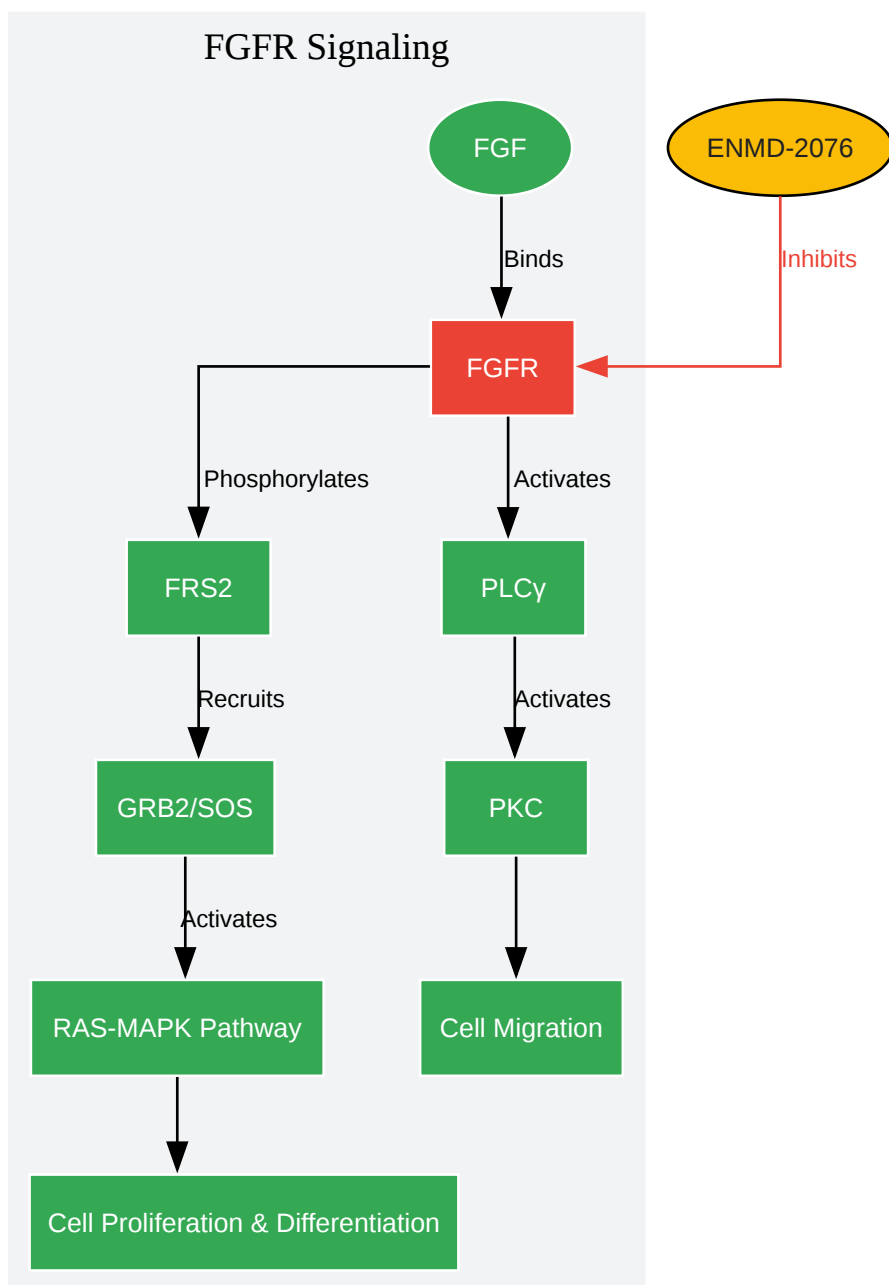 FGFR Signaling
FGF
ENMD-2076
Binds
Inhibits
FGFR
Phosphorylates
Activates
FRS2
PLCγ
Recruits
Activates
GRB2/SOS
PKC
Activates
RAS-MAPK Pathway
Cell Migration
Cell Proliferation & Differentiation